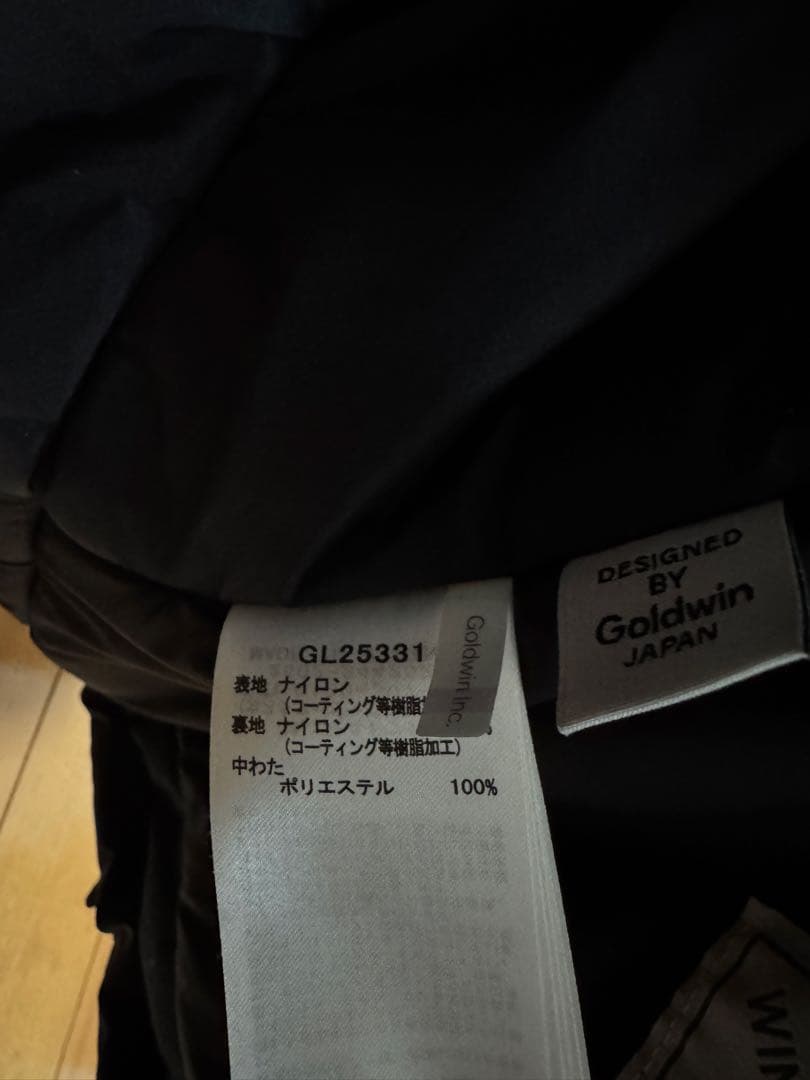 GL25331
表地 ナイロン
(コーティング等樹脂
裏地 ナイロン %
(コーティング等樹脂加工)
中わた
ポリエステル 100%
Goldwin Inc.
DESIGNED
BY
Goldwin
JAPAN
WIN